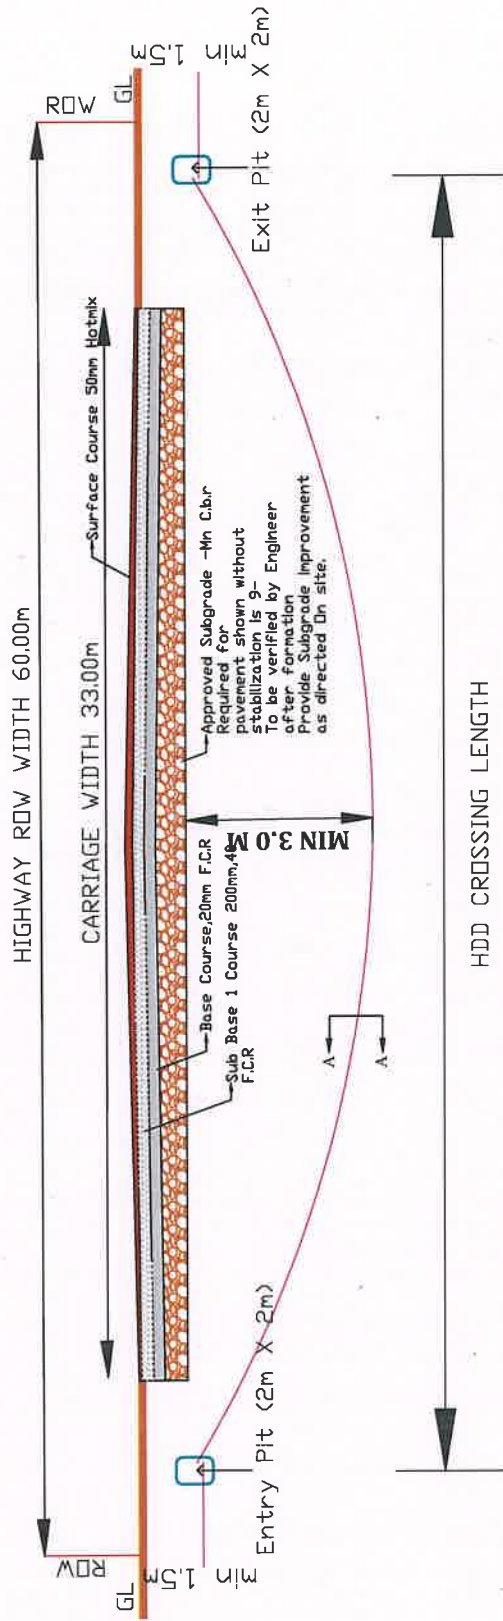 HIGHWAY ROW WIDTH 60.00m
ROW
ROW
CARRIAGE WIDTH 33.00m
Surface Course 50mm Hotmix
GL
GL
Base Course,20mm F.C.R
Sub Base 1 Course 200mm,40
F.C.R
Approved Subgrade -Mn C.b.r
Required for
pavement shown without
stabilization is 9-
To be verified by Engineer
after formation
Provide Subgrade Improvement
as directed On site.
min 1.5m
min 1.5m
MIN 3.0 M
Entry Pit (2m X 2m)
Exit Pit (2m X 2m)
A
A
HDD CROSSING LENGTH